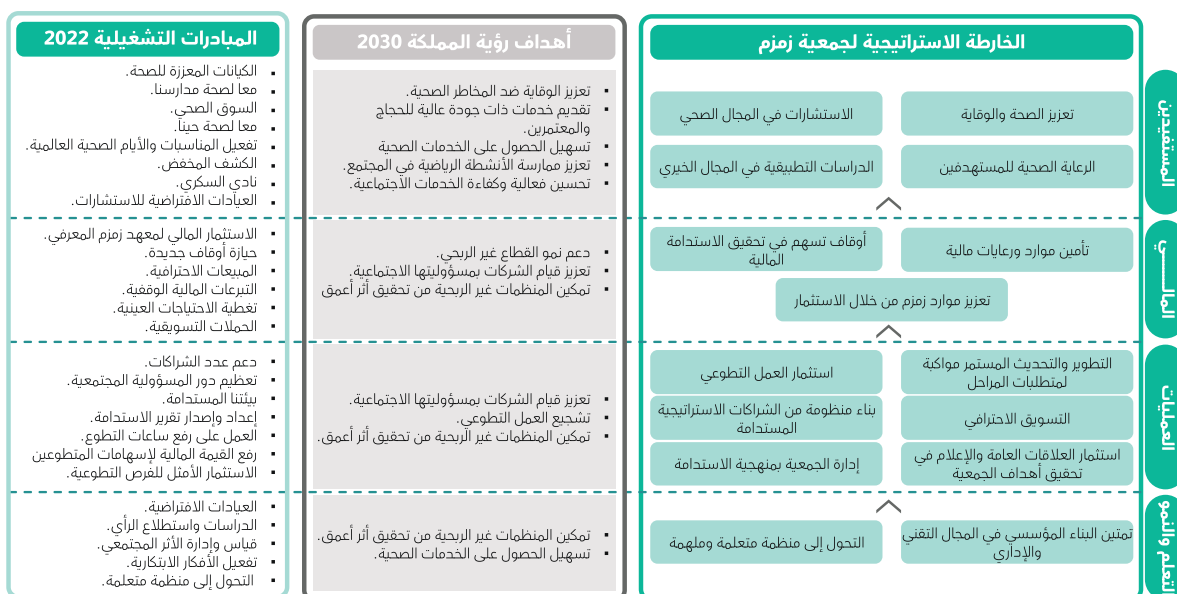 الخارطة الاستراتيجية لجمعية زمزم
أهداف رؤية المملكة 2030
المبادرات التشغيلية 2022
المستفيدين
تعزيز الصحة والوقاية
الاستشارات في المجال الصحي
الرعاية الصحية للمستهدفين
الدراسات التطبيقية في المجال الخيري
تعزيز الوقاية ضد المخاطر الصحية.
تقديم خدمات ذات جودة عالية للحجاج
والمعتمرين.
تسهيل الحصول على الخدمات الصحية
تعزيز ممارسة الأنشطة الرياضية في المجتمع.
تحسين فعالية وكفاءة الخدمات الاجتماعية.
الكيانات المعززة للصحة.
معا لصحة مدارسنا.
السوق الصحي.
معا لصحة حينا.
تفعيل المناسبات والأيام الصحية العالمية.
الكشف المخفض.
نادي السكري.
العيادات الافتراضية للاستشارات.
المالـــــي
تأمين موارد ورعايات مالية
أوقاف تسهم في تحقيق الاستدامة
المالية
تعزيز موارد زمزم من خلال الاستثمار
دعم نمو القطاع غير الربحي.
تعزيز قيام الشركات بمسؤوليتها الاجتماعية.
تمكين المنظمات غير الربحية من تحقيق أثر أعمق
الاستثمار المالي لمعهد زمزم المعرفي.
حيازة أوقاف جديدة.
المبيعات الاحترافية.
التبرعات المالية الوقفية.
تغطية الاحتياجات العينية.
الحملات التسويقية.
العمليات
التطوير والتحديث المستمر مواكبة
لمتطلبات المراحل
استثمار العمل التطوعي
التسويق الاحترافي
بناء منظومة من الشراكات الاستراتيجية
المستدامة
استثمار العلاقات العامة والإعلام في
تحقيق أهداف الجمعية
إدارة الجمعية بمنهجية الاستدامة
تعزيز قيام الشركات بمسؤوليتها الاجتماعية.
تشجيع العمل التطوعي.
تمكين المنظمات غير الربحية من تحقيق أثر أعمق.
دعم عدد الشراكات.
تعظيم دور المسؤولية المجتمعية.
بيئتنا المستدامة.
إعداد وإصدار تقرير الاستدامة.
العمل على رفع ساعات التطوع.
رفع القيمة المالية لإسهامات المتطوعين
الاستثمار الأمثل للفرص التطوعية.
التعلم والنمو
تمتين البناء المؤسسي في المجال التقني
والإداري
التحول إلى منظمة متعلمة وملهمة
تمكين المنظمات غير الربحية من تحقيق أثر أعمق.
تسهيل الحصول على الخدمات الصحية.
العيادات الافتراضية.
الدراسات واستطلاع الرأي.
قياس وإدارة الأثر المجتمعي.
تفعيل الأفكار الابتكارية.
التحول إلى منظمة متعلمة.